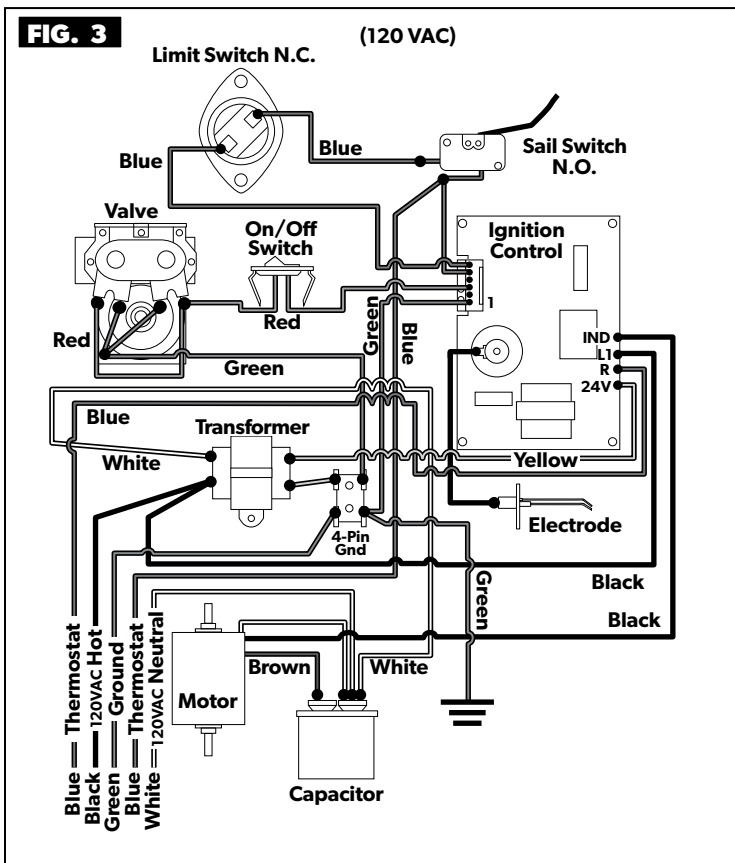 FIG. 3
(120 VAC)
Limit Switch N.C.
Blue
Blue
Sail Switch
N.O.
Valve
On/Off
Switch
Ignition
Control
1
Red
Red
Green
Green
Blue
IND
L1
R
24V
Blue
Transformer
White
Yellow
4-Pin
Gnd
Electrode
Green
Black
Black
Brown
White
Motor
Capacitor
Blue Thermostat
Black 120VAC Hot
Green Ground
Blue Thermostat
White 120VAC Neutral